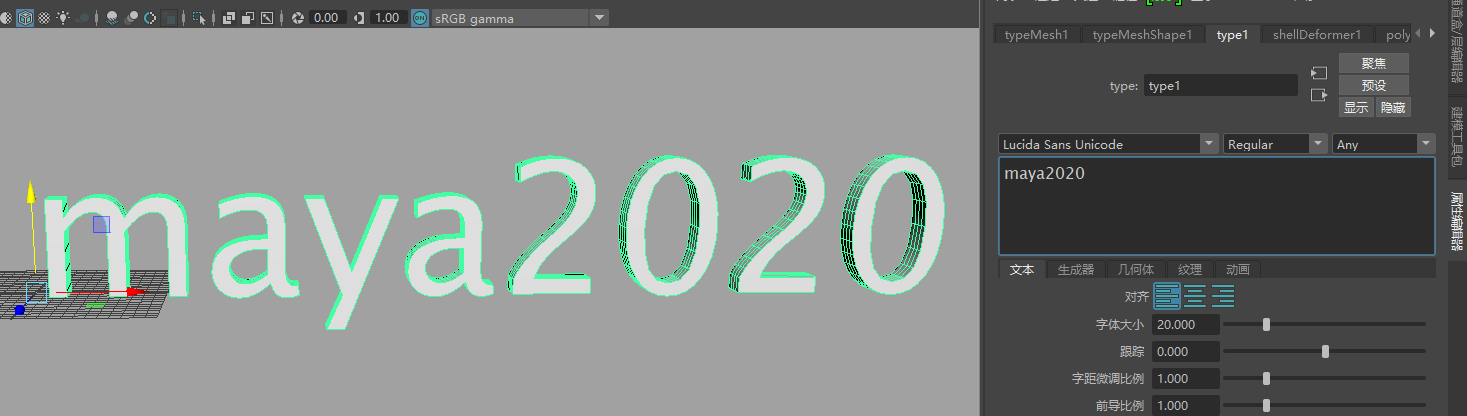 0.00 1.00 ON sRGB gamma
maya2020
typeMesh1 typeMeshShape1 type1 shellDeformer1 poly
type: type1
聚焦
预设
显示 隐藏
Lucida Sans Unicode Regular Any
maya2020
文本 生成器 几何体 纹理 动画
对齐
字体大小 20.000
跟踪 0.000
字距微调比例 1.000
前导比例 1.000
建模工具包
属性编辑器